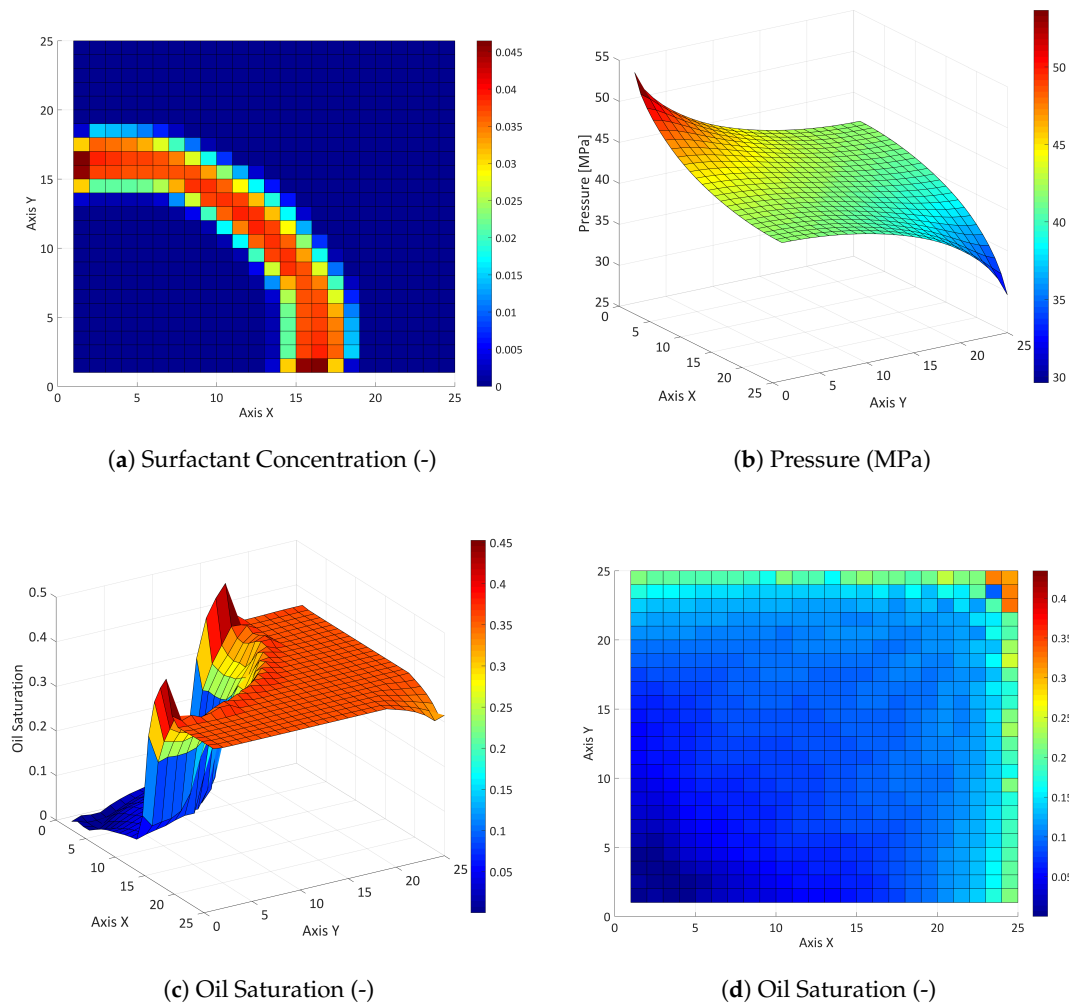 25
20
15
10
5
0
0 5 10 15 20 25
Axis Y
Axis X
0.045
0.04
0.035
0.03
0.025
0.02
0.015
0.01
0.005
0
(a) Surfactant Concentration (-)
55
50
45
40
35
30
25
Pressure [MPa]
0 5 10 15 20 25
Axis X
0 5 10 15 20 25
Axis Y
50
45
40
35
30
(b) Pressure (MPa)
0.5
0.4
0.3
0.2
0.1
0
Oil Saturation
0 5 10 15 20 25
Axis X
0 5 10 15 20 25
Axis Y
0.45
0.4
0.35
0.3
0.25
0.2
0.15
0.1
0.05
(c) Oil Saturation (-)
25
20
15
10
5
0
0 5 10 15 20 25
Axis Y
Axis X
0.4
0.35
0.3
0.25
0.2
0.15
0.1
0.05
(d) Oil Saturation (-)